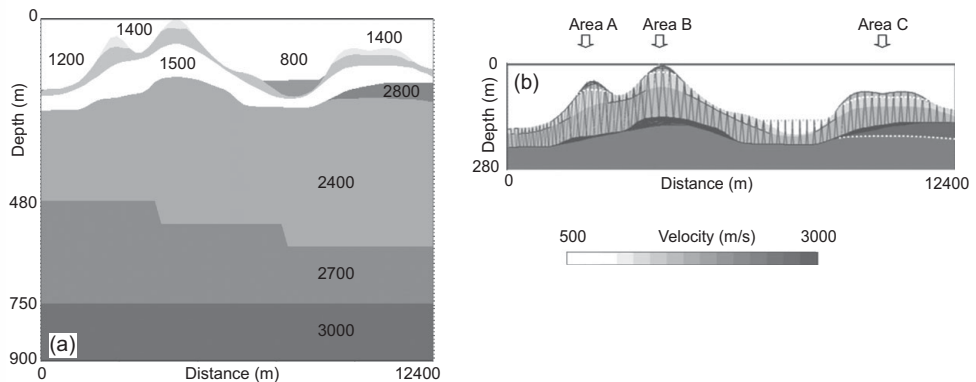 0
1400
1400
1200
1500
800
2800
Depth (m)
2400
480
2700
750
3000
(a)
900
0
Distance (m)
12400
Area A
Area B
Area C
0
(b)
Depth (m)
280
0
Distance (m)
12400
500
Velocity (m/s)
3000